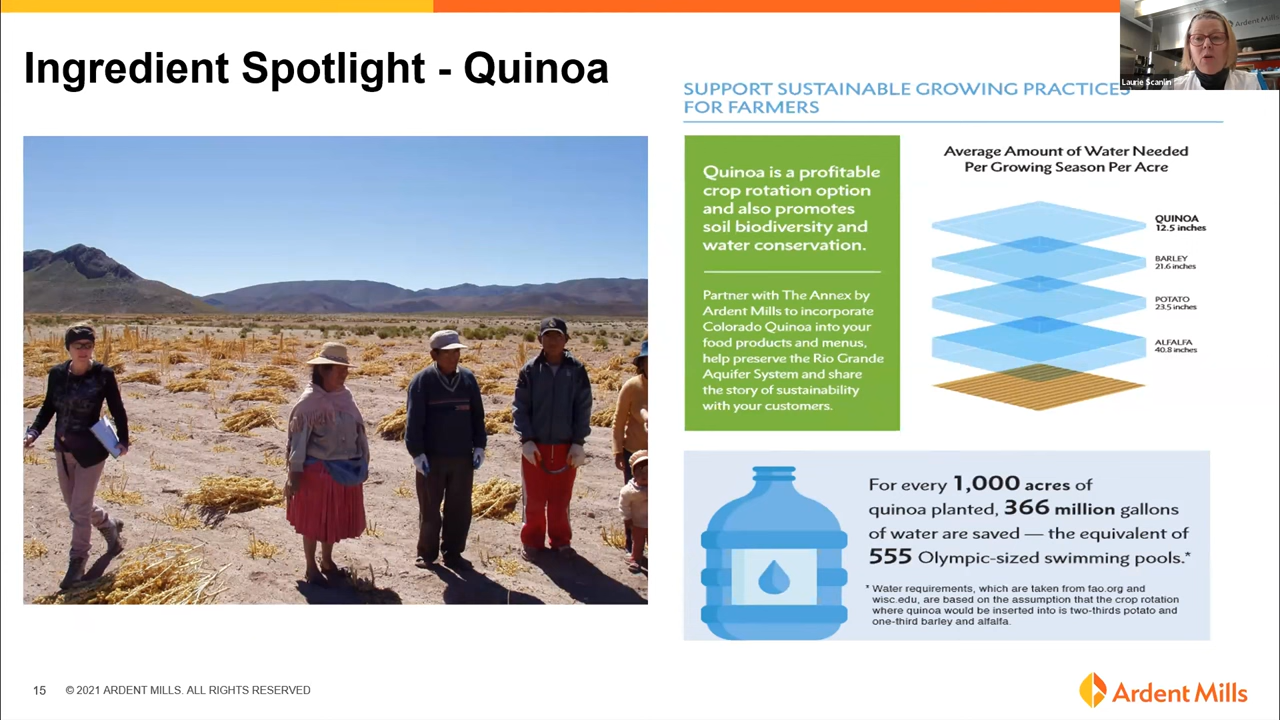 Ingredient Spotlight - Quinoa
Ardent Mills
Laurie Scanlin
SUPPORT SUSTAINABLE GROWING PRACTICES
FOR FARMERS
Quinoa is a profitable
crop rotation option
and also promotes
soil biodiversity and
water conservation.
Partner with The Annex by
Ardent Mills to incorporate
Colorado Quinoa into your
food products and menus,
help preserve the Rio Grande
Aquifer System and share
the story of sustainability
with your customers.
Average Amount of Water Needed
Per Growing Season Per Acre
QUINOA
12.5 inches
BARLEY
21.6 inches
POTATO
23.5 inches
ALFALFA
40.8 inches
For every 1,000 acres of
quinoa planted, 366 million gallons
of water are saved — the equivalent of
555 Olympic-sized swimming pools.*
* Water requirements, which are taken from fao.org and
wisc.edu, are based on the assumption that the crop rotation
where quinoa would be inserted into is two-thirds potato and
one-third barley and alfalfa.
15 © 2021 ARDENT MILLS. ALL RIGHTS RESERVED
Ardent Mills